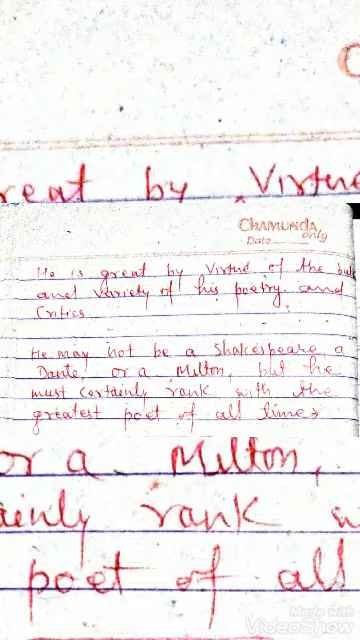 reat by Virtue
CHAMUNDA
only
Date
He is great by Virtue of the bulk
and variety of his poetry and
Critics
He may not be a Shakespeare, a
Dante, or a Milton, but he
must certainly rank with the
greatest poet of all time→
or a Milton,
ainly rank w
poet of all
Made with
VideoShow